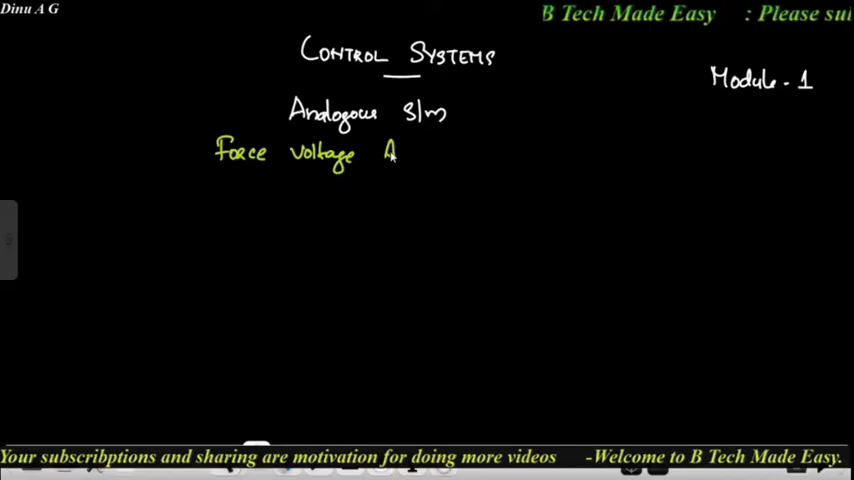 Dinu A G
B Tech Made Easy : Please sul
CONTROL SYSTEMS
Module - 1
Analogous S/m
Force voltage A
Your subscribptions and sharing are motivation for doing more videos -Welcome to B Tech Made Easy.